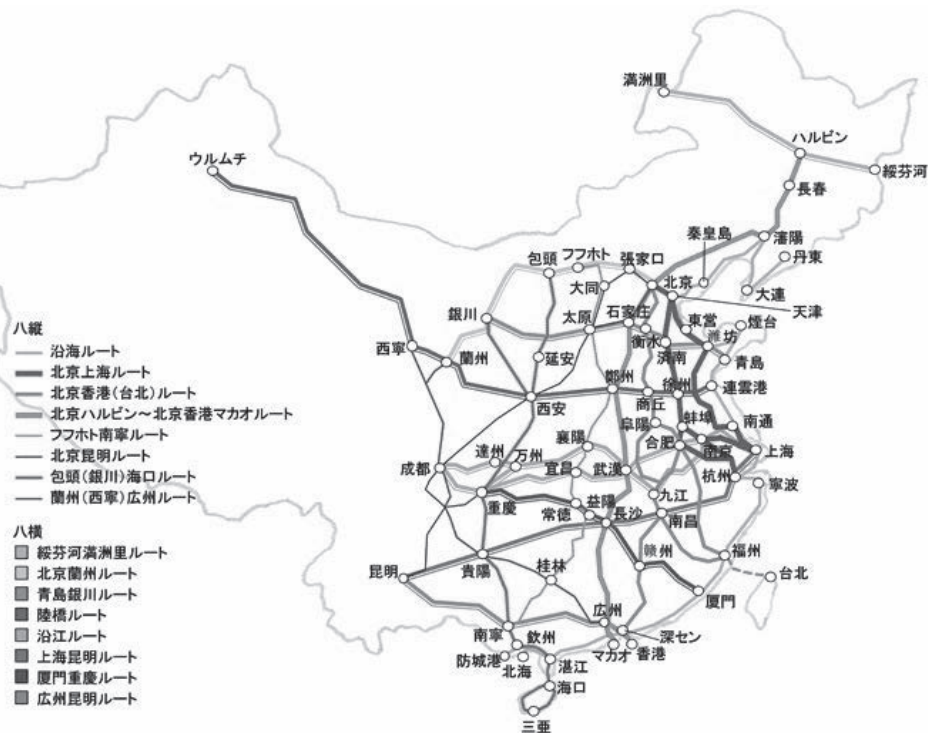 満洲里
ハルビン
綏芬河
ウルムチ
長春
秦皇島
瀋陽
丹東
包頭
フフホト
張家口
大同
北京
大連
天津
銀川
太原
石家庄
東営
煙台
衡水
濰坊
済南
青島
西寧
蘭州
延安
鄭州
徐州
連雲港
西安
商丘
阜陽
蚌埠
南通
襄陽
合肥
南京
上海
成都
達州
万州
宜昌
武漢
杭州
寧波
重慶
益陽
九江
常徳
長沙
南昌
昆明
貴陽
桂林
赣州
福州
台北
厦門
広州
南寧
欽州
深セン
防城港
北海
湛江
マカオ
香港
海口
三亜
八縦
沿海ルート
北京上海ルート
北京香港(台北)ルート
北京ハルビン～北京香港マカオルート
フフホト南寧ルート
北京昆明ルート
包頭(銀川)海口ルート
蘭州(西寧)広州ルート
八横
綏芬河満洲里ルート
北京蘭州ルート
青島銀川ルート
陸橋ルート
沿江ルート
上海昆明ルート
厦門重慶ルート
広州昆明ルート